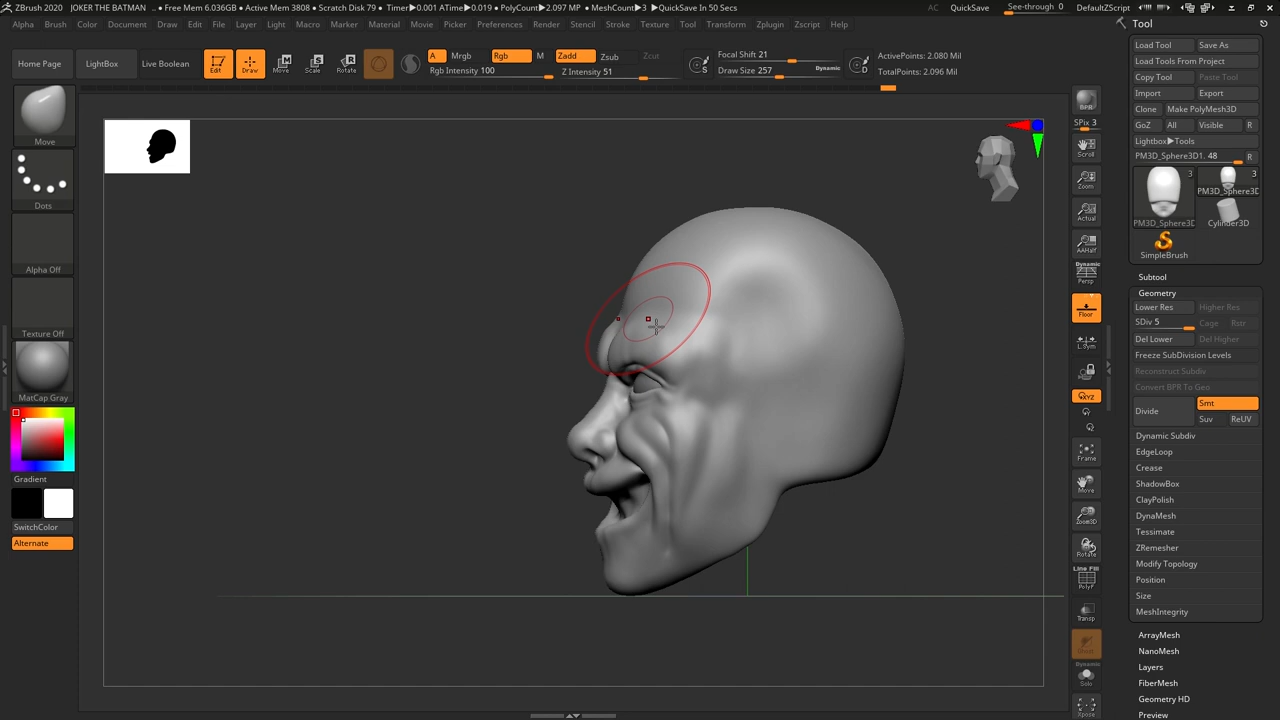 ZBrush 2020 JOKER THE BATMAN .. • Free Mem 6.036GB • Active Mem 3808 • Scratch Disk 79 • Timer▶0.001 ATime▶0.019 • PolyCount▶2.097 MP • MeshCount▶3 ▶QuickSave In 50 Secs AC QuickSave See-through 0 Menus DefaultZScript
Alpha Brush Color Document Draw Edit File Layer Light Macro Marker Material Movie Picker Preferences Render Stencil Stroke Texture Tool Transform Zplugin Zscript Help
Tool
Load Tool Save As
Load Tools From Project
Copy Tool Paste Tool
Import Export
Clone Make PolyMesh3D
GoZ All Visible R
Lightbox▶Tools
PM3D_Sphere3D1. 48 R
3 3
PM3D_Sphere3D
PM3D_Sphere3D Cylinder3D
SimpleBrush
Subtool
Geometry
Lower Res Higher Res
SDiv 5 Cage Rstr
Del Lower Del Higher
Freeze SubDivision Levels
Reconstruct Subdiv
Convert BPR To Geo
Divide Smt
Suv ReUV
Dynamic Subdiv
EdgeLoop
Crease
ShadowBox
ClayPolish
DynaMesh
Tessimate
ZRemesher
Modify Topology
Position
Size
MeshIntegrity
ArrayMesh
NanoMesh
Layers
FiberMesh
Geometry HD
Preview
Home Page LightBox Live Boolean Edit Draw Move Scale Rotate
A Mrgb Rgb M Zadd Zsub Zcut
Rgb Intensity 100 Z Intensity 51
S Focal Shift 21
Draw Size 257 Dynamic D
ActivePoints: 2.080 Mil
TotalPoints: 2.096 Mil
Move
Dots
Alpha Off
Texture Off
MatCap Gray
Gradient
SwitchColor
Alternate
BPR
SPix 3
Scroll
Zoom
Actual
AAHalf
Dynamic
Persp
Floor
L.Sym
XYZ
Frame
Move
Zoom3D
Rotate
Line Fill
PolyF
Transp
Dynamic
Solo
Xpose